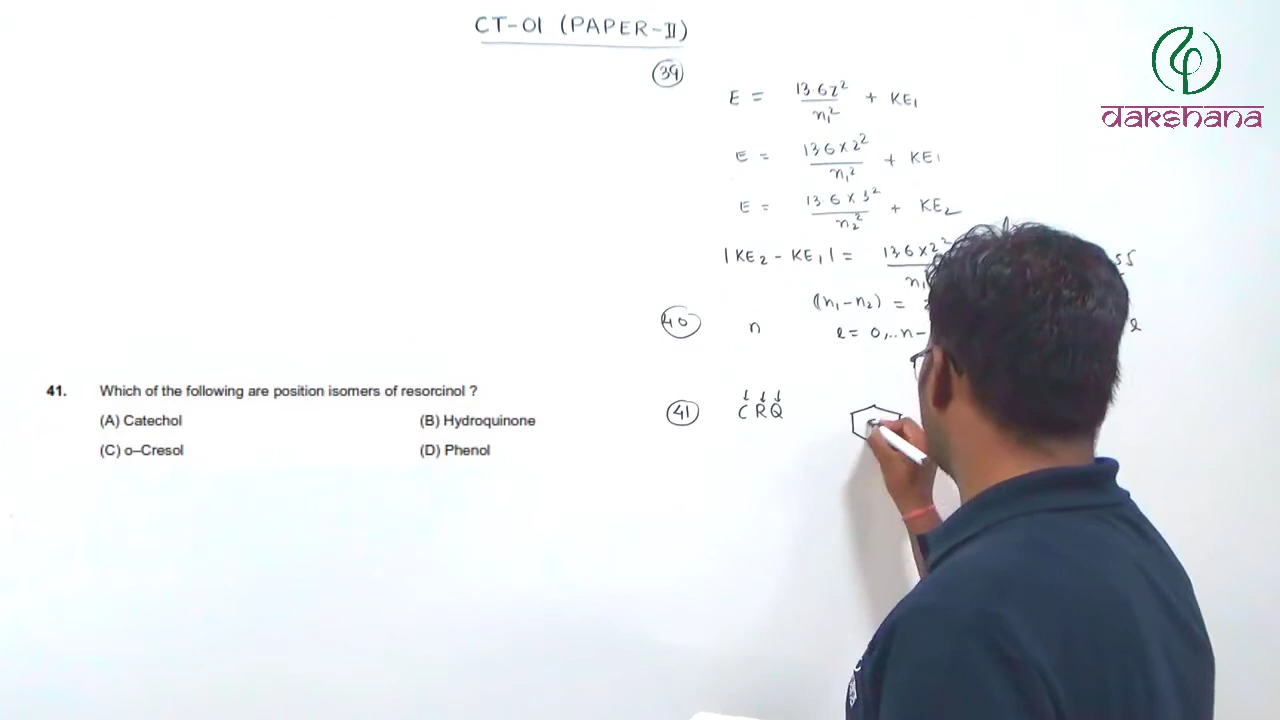 CT-01 (PAPER-II)
dakshana
39
E = 13.6Z² / n₁² + KE₁
E = 13.6 × 2² / n₁² + KE₁
E = 13.6 × 3² / n₂² + KE₂
|KE₂ - KE₁| = 13.6 × 2²
(n₁-n₂) =
40 n l = 0,..n-
41. Which of the following are position isomers of resorcinol ?
(A) Catechol (B) Hydroquinone
(C) o–Cresol (D) Phenol
41 C R Q